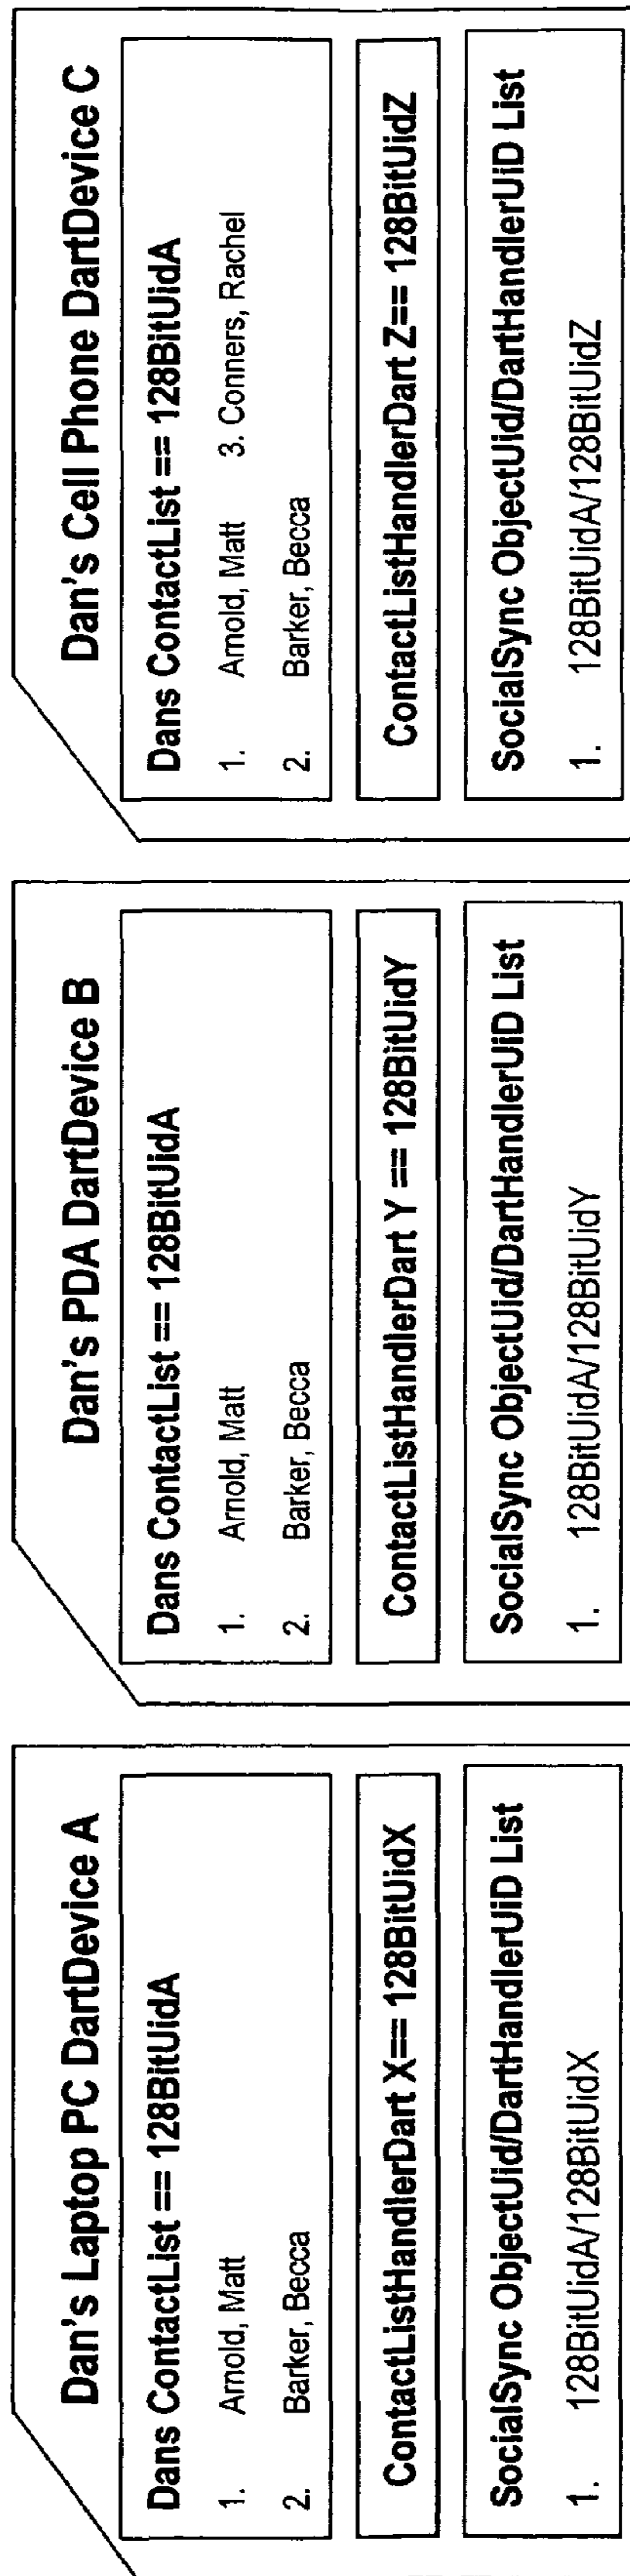 Dan's Laptop PC DartDevice A
Dans ContactList == 128BitUidA
1. Arnold, Matt
2. Barker, Becca
ContactListHandlerDart X== 128BitUidX
SocialSync ObjectUid/DartHandlerUiD List
1. 128BitUidA/128BitUidX
Dan's PDA DartDevice B
Dans ContactList == 128BitUidA
1. Arnold, Matt
2. Barker, Becca
ContactListHandlerDart Y == 128BitUidY
SocialSync ObjectUid/DartHandlerUiD List
1. 128BitUidA/128BitUidY
Dan's Cell Phone DartDevice C
Dans ContactList == 128BitUidA
1. Arnold, Matt 3. Conners, Rachel
2. Barker, Becca
ContactListHandlerDart Z== 128BitUidZ
SocialSync ObjectUid/DartHandlerUiD List
1. 128BitUidA/128BitUidZ